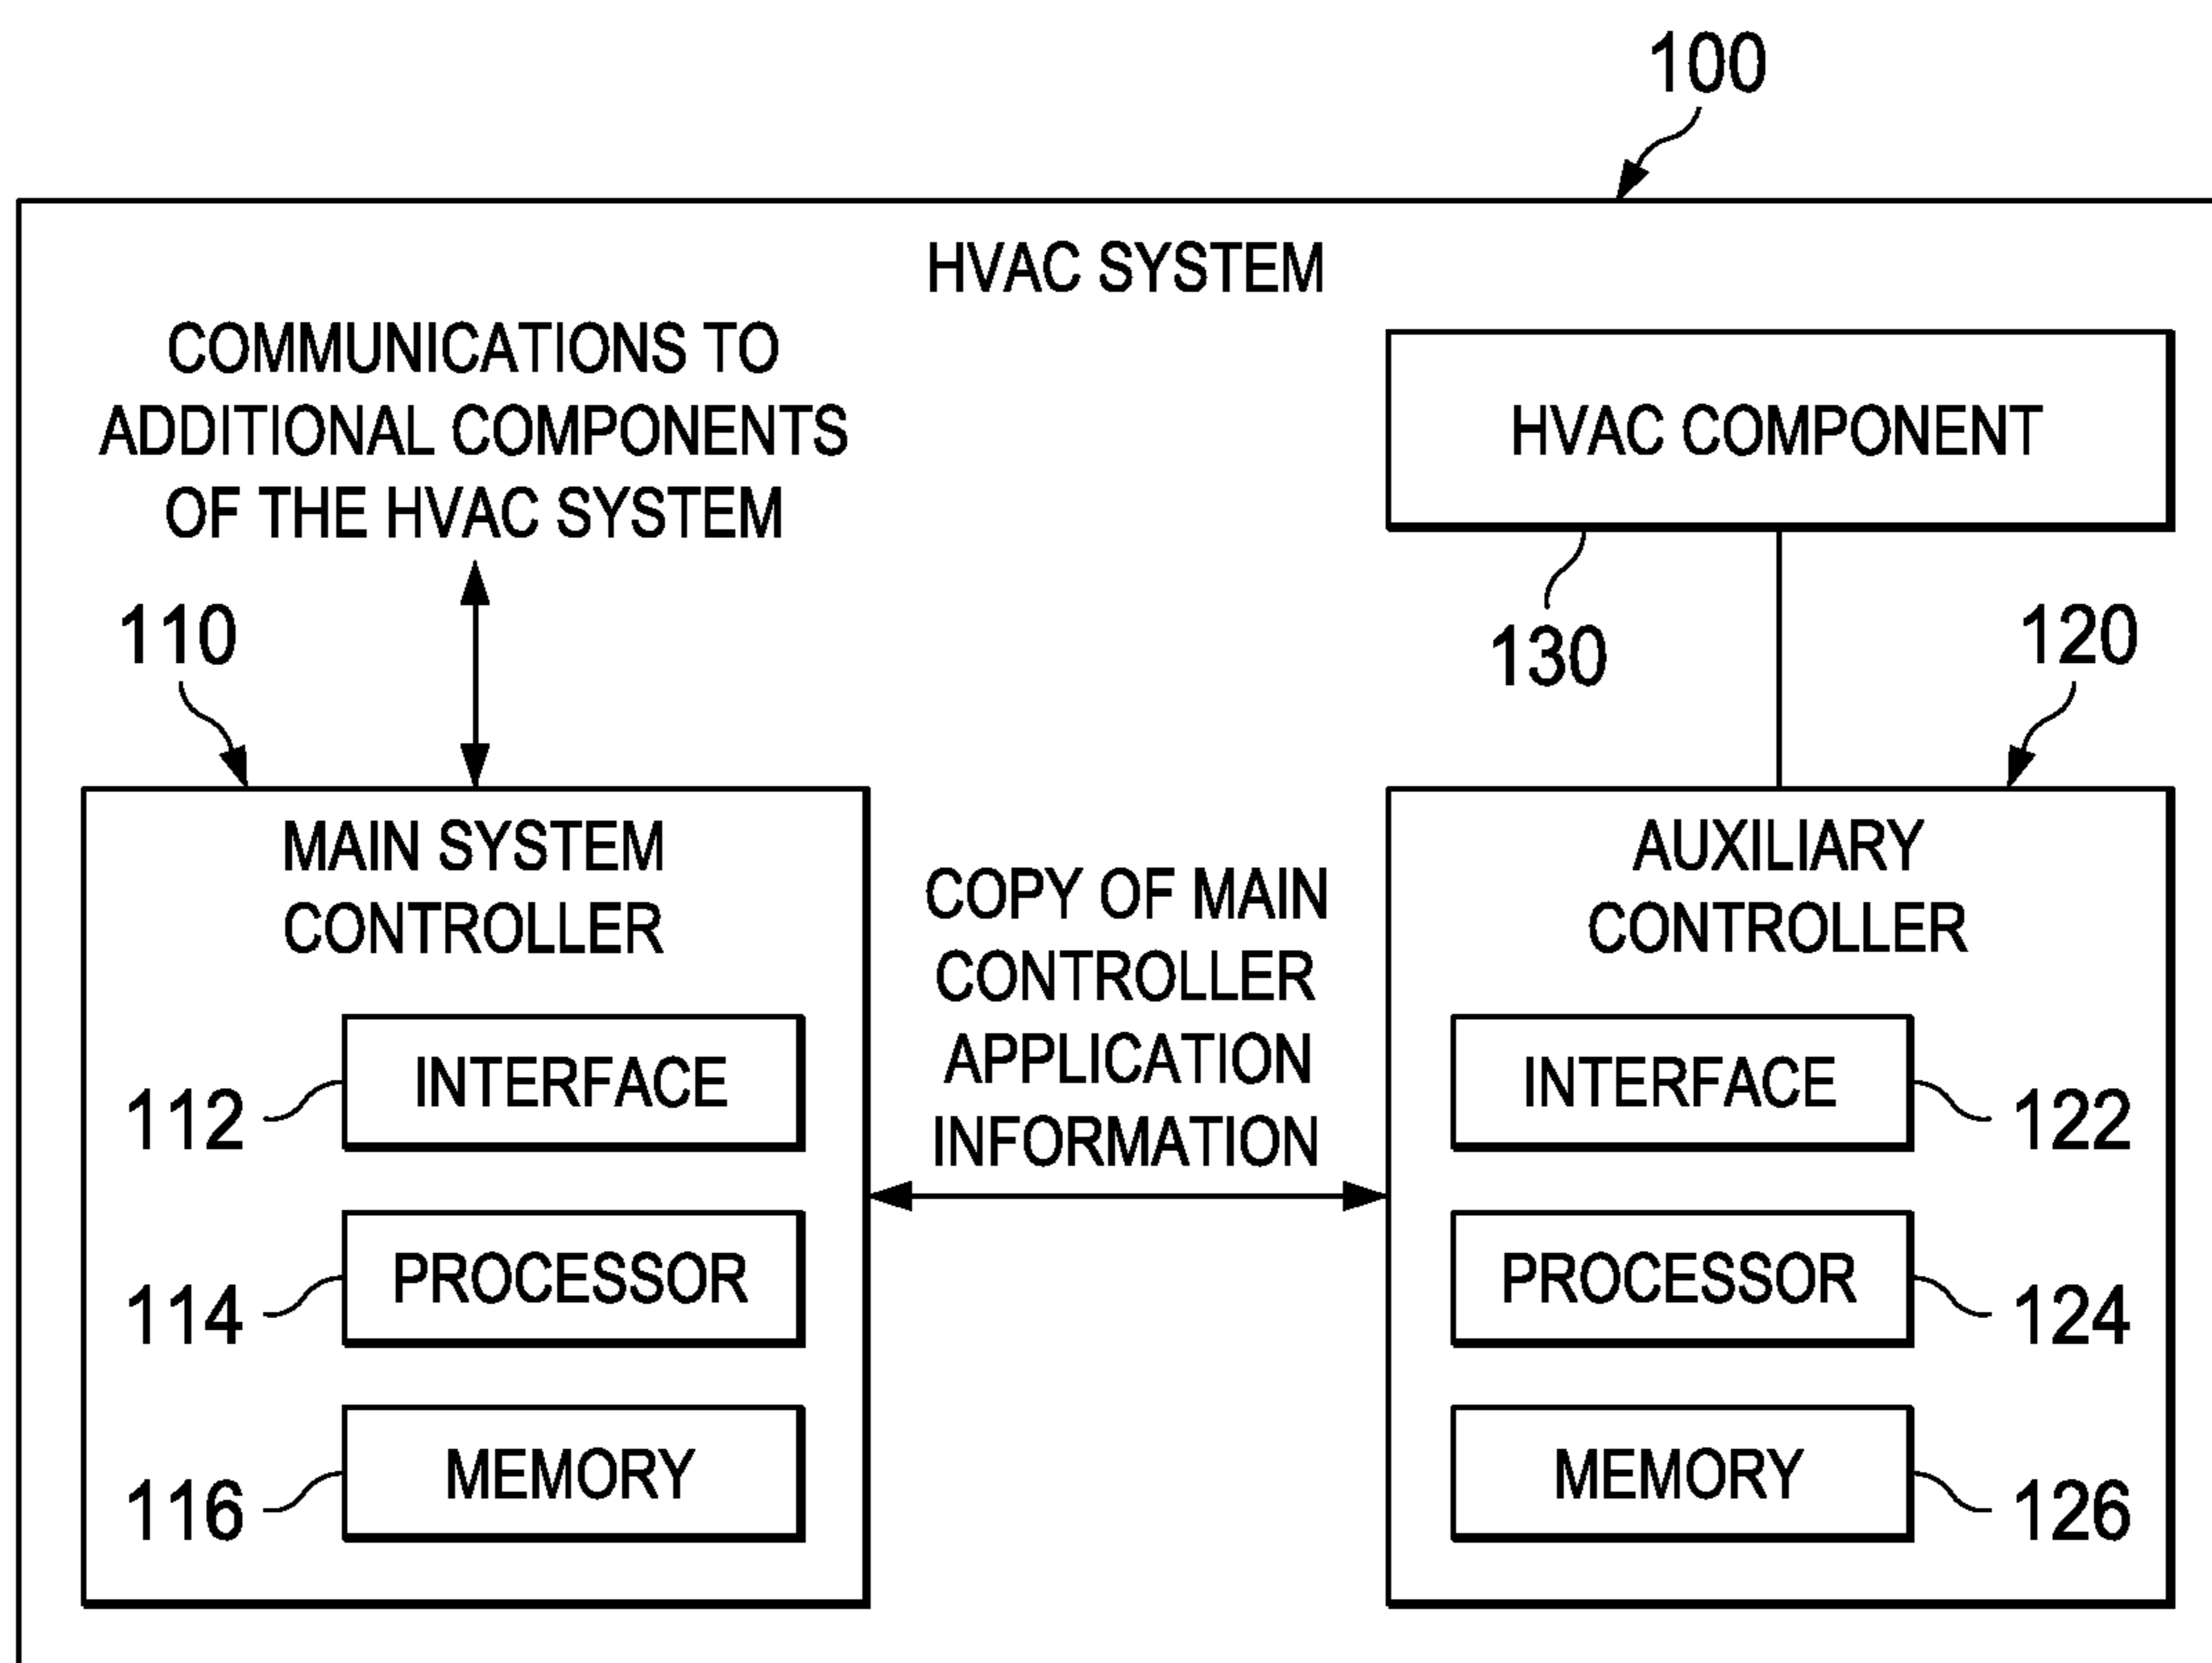 100
HVAC SYSTEM
COMMUNICATIONS TO
ADDITIONAL COMPONENTS
OF THE HVAC SYSTEM
HVAC COMPONENT
130
110
120
MAIN SYSTEM
CONTROLLER
112
INTERFACE
114
PROCESSOR
116
MEMORY
COPY OF MAIN
CONTROLLER
APPLICATION
INFORMATION
AUXILIARY
CONTROLLER
INTERFACE
122
PROCESSOR
124
MEMORY
126